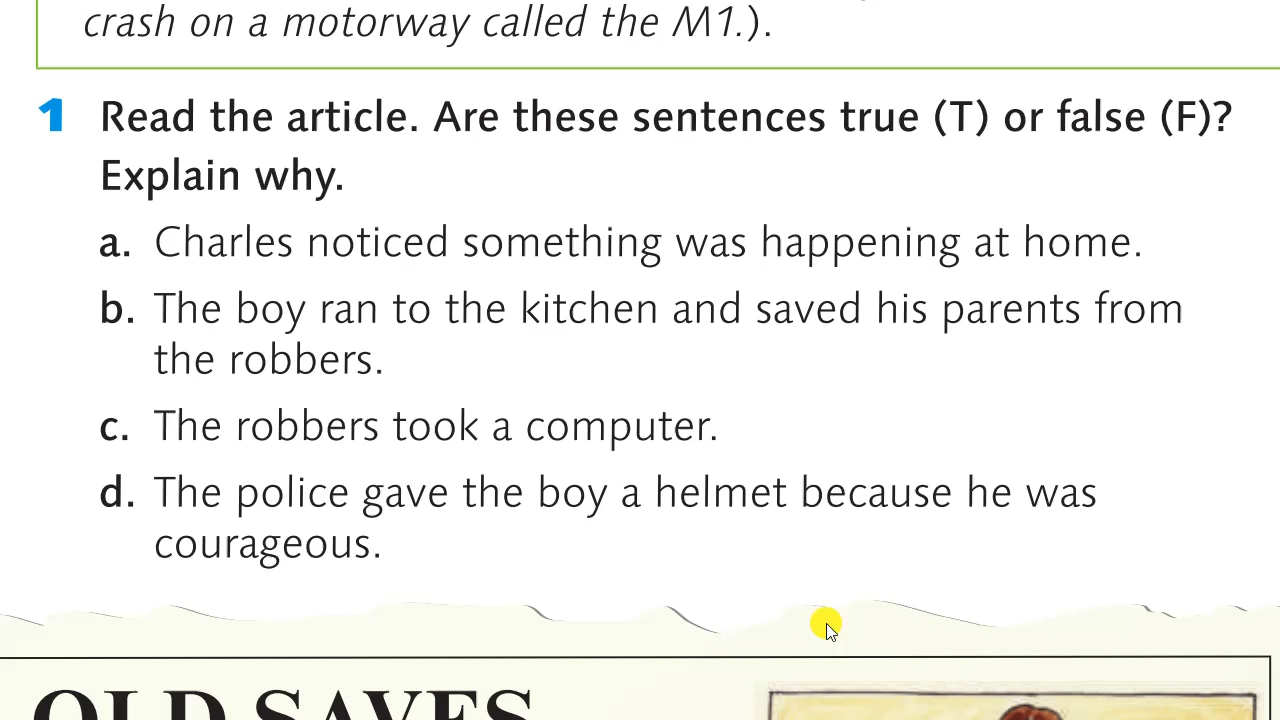 crash on a motorway called the M1.).
1 Read the article. Are these sentences true (T) or false (F)?
Explain why.
a. Charles noticed something was happening at home.
b. The boy ran to the kitchen and saved his parents from
the robbers.
c. The robbers took a computer.
d. The police gave the boy a helmet because he was
courageous.
OLD SAVES